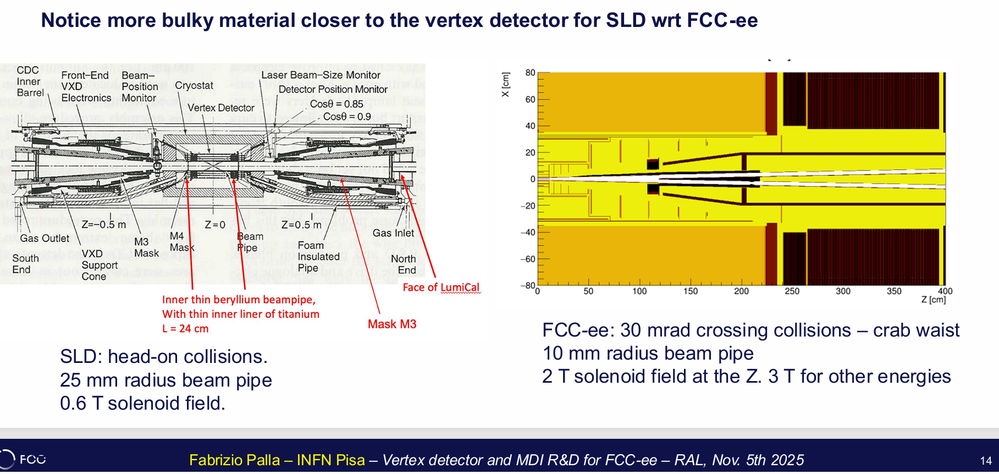 Notice more bulky material closer to the vertex detector for SLD wrt FCC-ee
CDC
Inner
Barrel
Front–End
VXD
Electronics
Beam–
Position
Monitor
Cryostat
Vertex Detector
Laser Beam–Size Monitor
Detector Position Monitor
Cosθ = 0.85
Cosθ = 0.9
Z=–0.5 m
Z=0
Z=0.5 m
Gas Outlet
South
End
VXD
Support
Cone
M3
Mask
M4
Mask
Beam
Pipe
Foam
Insulated
Pipe
Gas Inlet
North
End
Face of LumiCal
Inner thin beryllium beampipe,
With thin inner liner of titanium
L = 24 cm
Mask M3
SLD: head-on collisions.
25 mm radius beam pipe
0.6 T solenoid field.
X [cm]
80
60
40
20
0
−20
−40
−60
−80
0
50
100
150
200
250
300
350
400
Z [cm]
FCC-ee: 30 mrad crossing collisions – crab waist
10 mm radius beam pipe
2 T solenoid field at the Z. 3 T for other energies
FCC
Fabrizio Palla – INFN Pisa – Vertex detector and MDI R&D for FCC-ee – RAL, Nov. 5th 2025
14